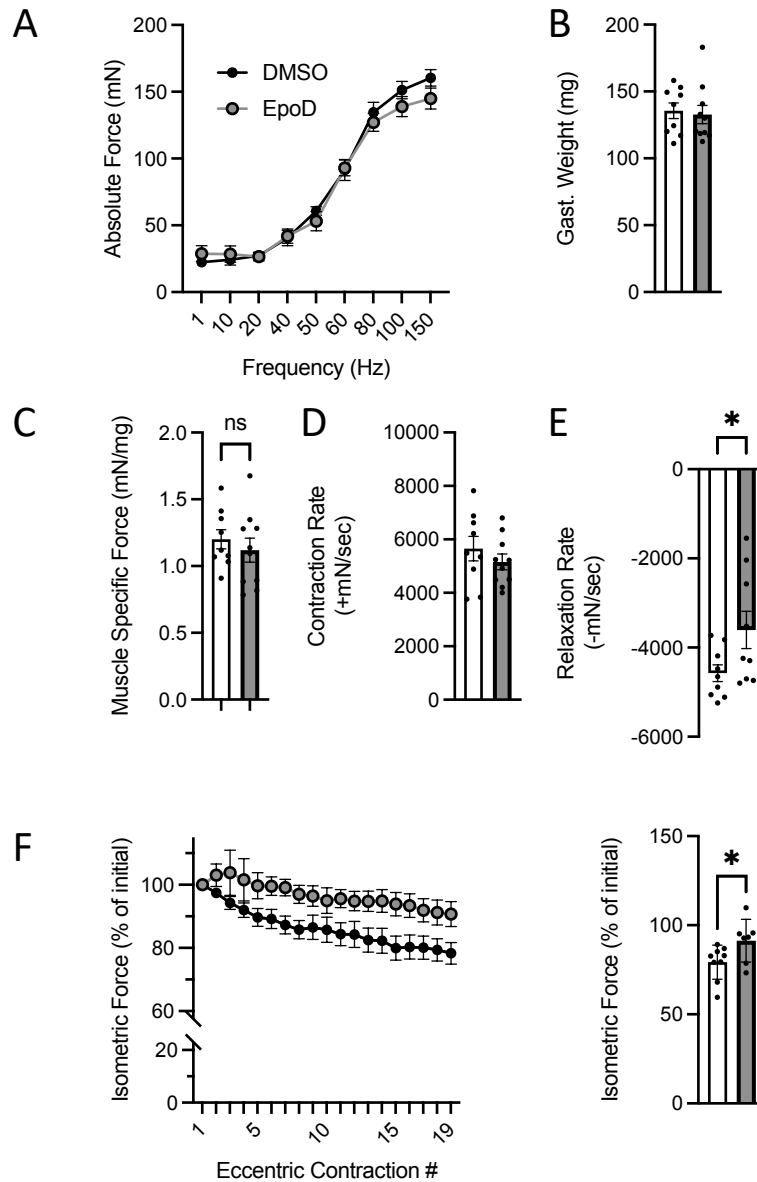 A
Absolute Force (mN)
200
150
100
50
0
DMSO
EpoD
1
10
20
40
50
60
80
100
150
Frequency (Hz)
B
Gast. Weight (mg)
200
150
100
50
0
C
Muscle Specific Force (mN/mg)
2.0
1.5
1.0
0.5
0.0
ns
D
Contraction Rate
(+mN/sec)
10000
8000
6000
4000
2000
0
E
Relaxation Rate
(-mN/sec)
*
0
-2000
-4000
-6000
F
Isometric Force (% of initial)
100
80
60
20
0
1
5
10
15
19
Eccentric Contraction #
Isometric Force (% of initial)
150
100
50
0
*